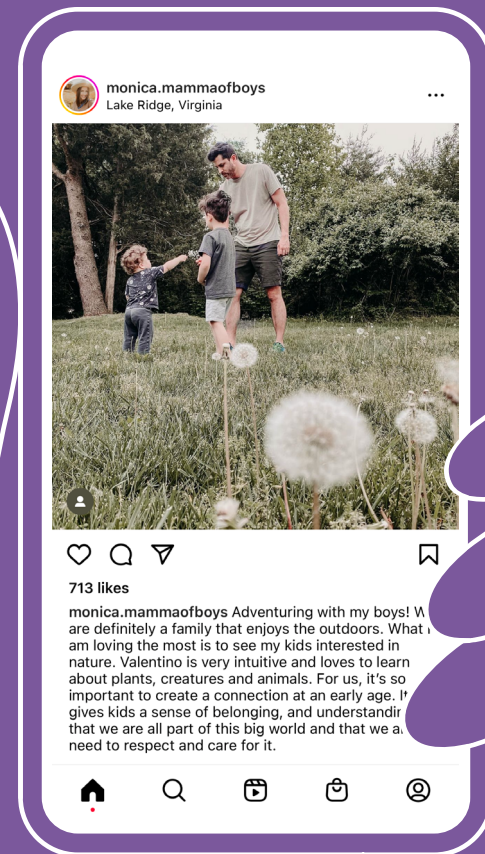 monica.mammaofboys
Lake Ridge, Virginia
713 likes
monica.mammaofboys Adventuring with my boys!
are definitely a family that enjoys the outdoors. What
am loving the most is to see my kids interested in
nature. Valentino is very intuitive and loves to learn
about plants, creatures and animals. For us, it's so
important to create a connection at an early age. It
gives kids a sense of belonging, and
that we are all part of this big world and that we
need to respect and care for it.